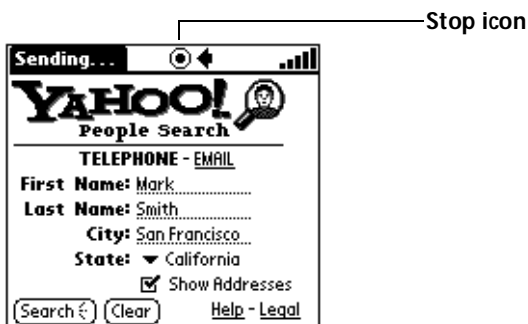 Stop icon
Sending...
YAHOO!
People Search
TELEPHONE - EMAIL
First Name: Mark
Last Name: Smith
City: San Francisco
State: California
Show Addresses
Search Clear Help - Legal